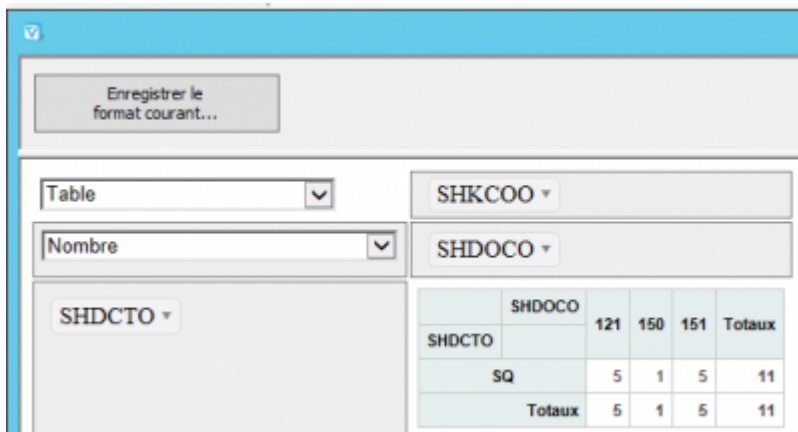 Enregistrer le
format courant...
Table
SHKCOO
Nombre
SHDOCO
SHDCTO
SHDOCO 121 150 151 Totaux
SHDCTO
SQ 5 1 5 11
Totaux 5 1 5 11